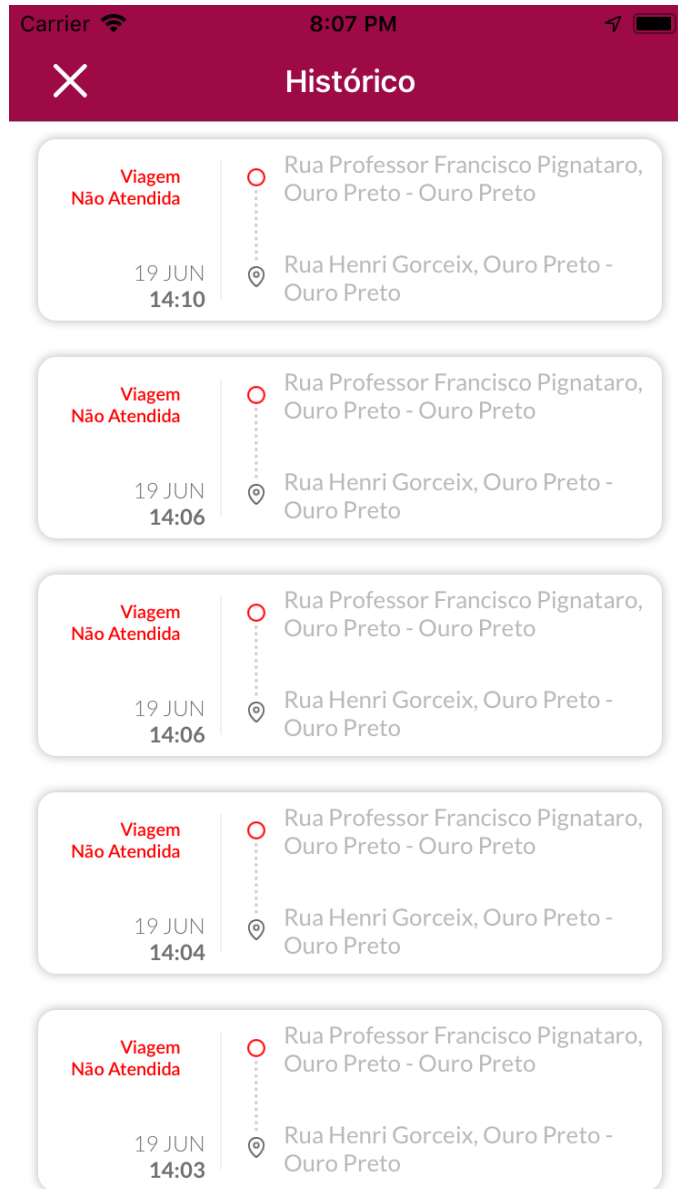 Carrier 8:07 PM
Histórico
Viagem
Não Atendida
19 JUN
14:10
Rua Professor Francisco Pignataro,
Ouro Preto - Ouro Preto
Rua Henri Gorceix, Ouro Preto -
Ouro Preto
Viagem
Não Atendida
19 JUN
14:06
Rua Professor Francisco Pignataro,
Ouro Preto - Ouro Preto
Rua Henri Gorceix, Ouro Preto -
Ouro Preto
Viagem
Não Atendida
19 JUN
14:06
Rua Professor Francisco Pignataro,
Ouro Preto - Ouro Preto
Rua Henri Gorceix, Ouro Preto -
Ouro Preto
Viagem
Não Atendida
19 JUN
14:04
Rua Professor Francisco Pignataro,
Ouro Preto - Ouro Preto
Rua Henri Gorceix, Ouro Preto -
Ouro Preto
Viagem
Não Atendida
19 JUN
14:03
Rua Professor Francisco Pignataro,
Ouro Preto - Ouro Preto
Rua Henri Gorceix, Ouro Preto -
Ouro Preto